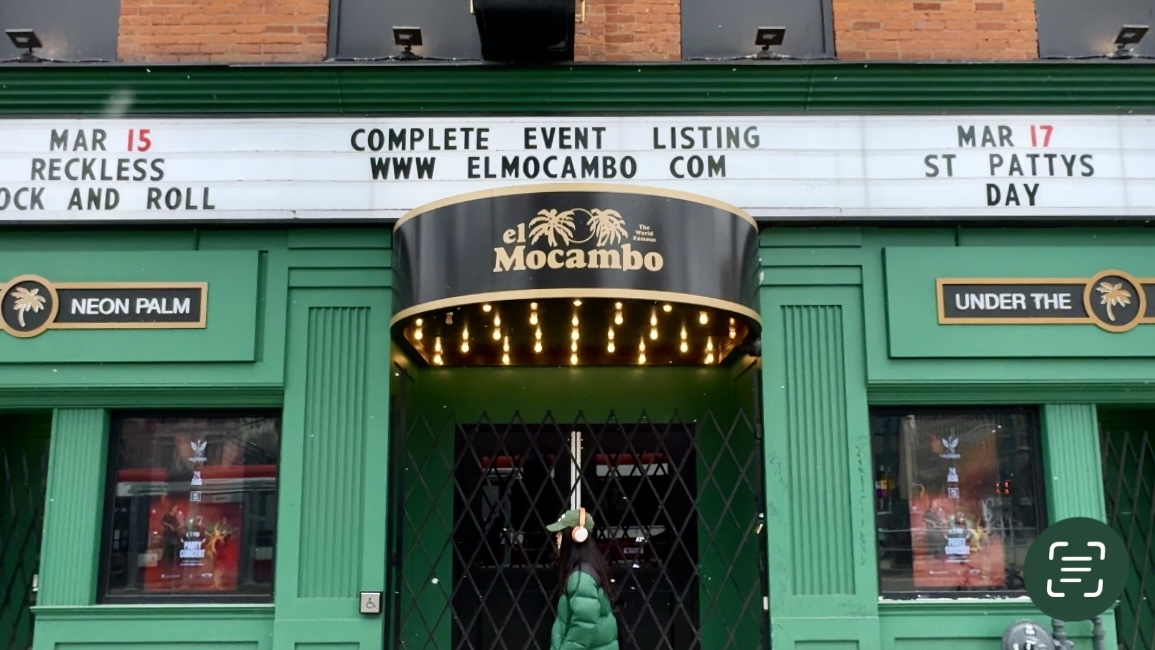 MAR 15
RECKLESS
OCK AND ROLL
COMPLETE EVENT LISTING
WWW ELMOCAMBO COM
MAR 17
ST PATTYS
DAY
el
Mocambo
The
World
Famous
NEON PALM
UNDER THE